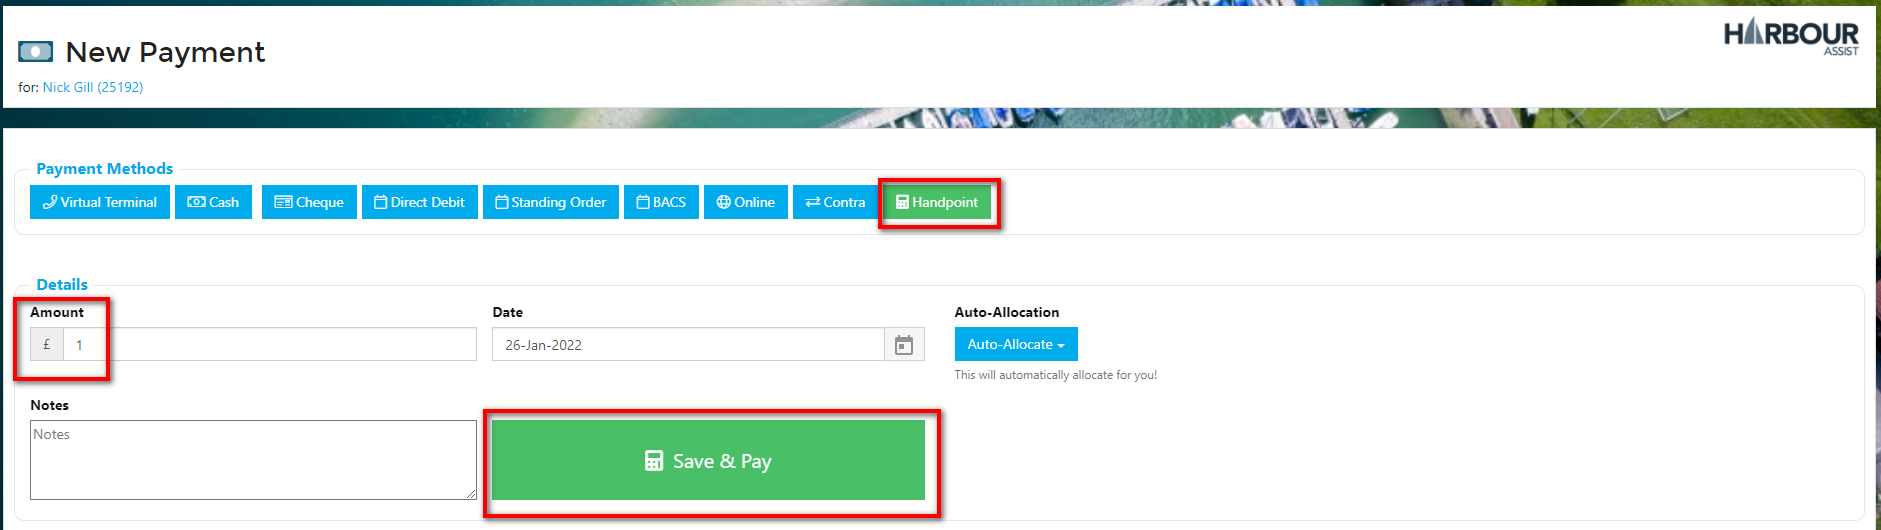 New Payment
HARBOUR
ASSIST
for: Nick Gill (25192)
Payment Methods
Virtual Terminal Cash Cheque Direct Debit Standing Order BACS Online Contra Handpoint
Details
Amount Date Auto-Allocation
£ 1 26-Jan-2022 Auto-Allocate
This will automatically allocate for you!
Notes
Notes
Save & Pay